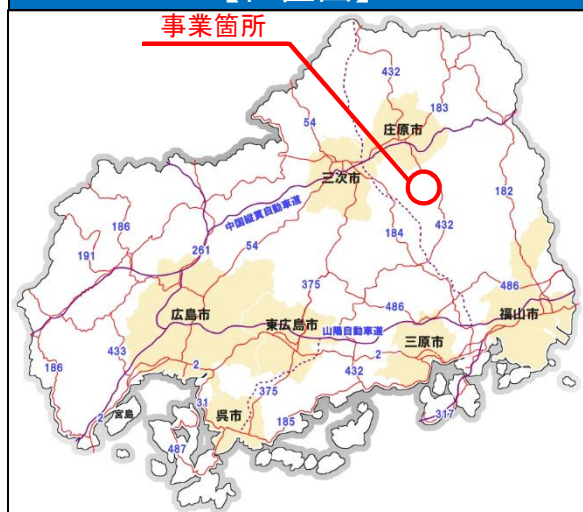 事業箇所
432
183
54
庄原市
三次市
182
中国縦貫自動車道
432
186
184
191
261
54
375
486
486
広島市
東広島市
山陽自動車道
福山市
三原市
433
2
2
186
432
375
31
2
宮島
呉市
185
317
487